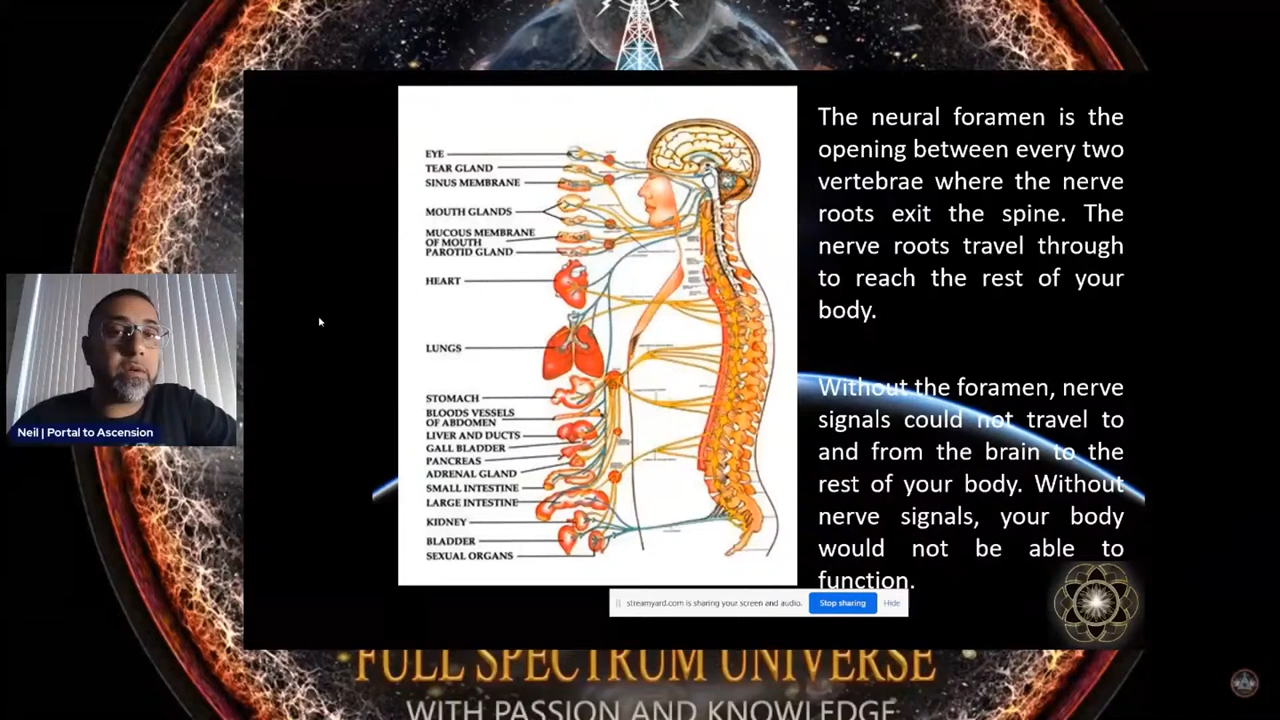 The neural foramen is the
opening between every two
vertebrae where the nerve
roots exit the spine. The
nerve roots travel through
to reach the rest of your
body.
Without the foramen, nerve
signals could not travel to
and from the brain to the
rest of your body. Without
nerve signals, your body
would not be able to
function.
EYE
TEAR GLAND
SINUS MEMBRANE
MOUTH GLANDS
MUCOUS MEMBRANE
OF MOUTH
PAROTID GLAND
HEART
LUNGS
STOMACH
BLOODS VESSELS
OF ABDOMEN
LIVER AND DUCTS
GALL BLADDER
PANCREAS
ADRENAL GLAND
SMALL INTESTINE
LARGE INTESTINE
KIDNEY
BLADDER
SEXUAL ORGANS
Neil | Portal to Ascension
streamyard.com is sharing your screen and audio.
Stop sharing
Hide
FULL SPECTRUM UNIVERSE
WITH PASSION AND KNOWLEDGE